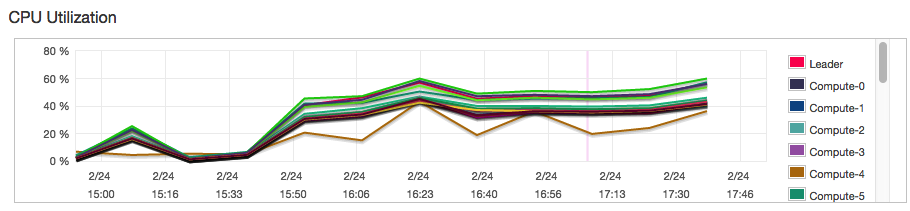 CPU Utilization
80 %
60 %
40 %
20 %
0 %
2/24 2/24 2/24 2/24 2/24 2/24 2/24 2/24 2/24 2/24 2/24
15:00 15:16 15:33 15:50 16:06 16:23 16:40 16:56 17:13 17:30 17:46
Leader
Compute-0
Compute-1
Compute-2
Compute-3
Compute-4
Compute-5